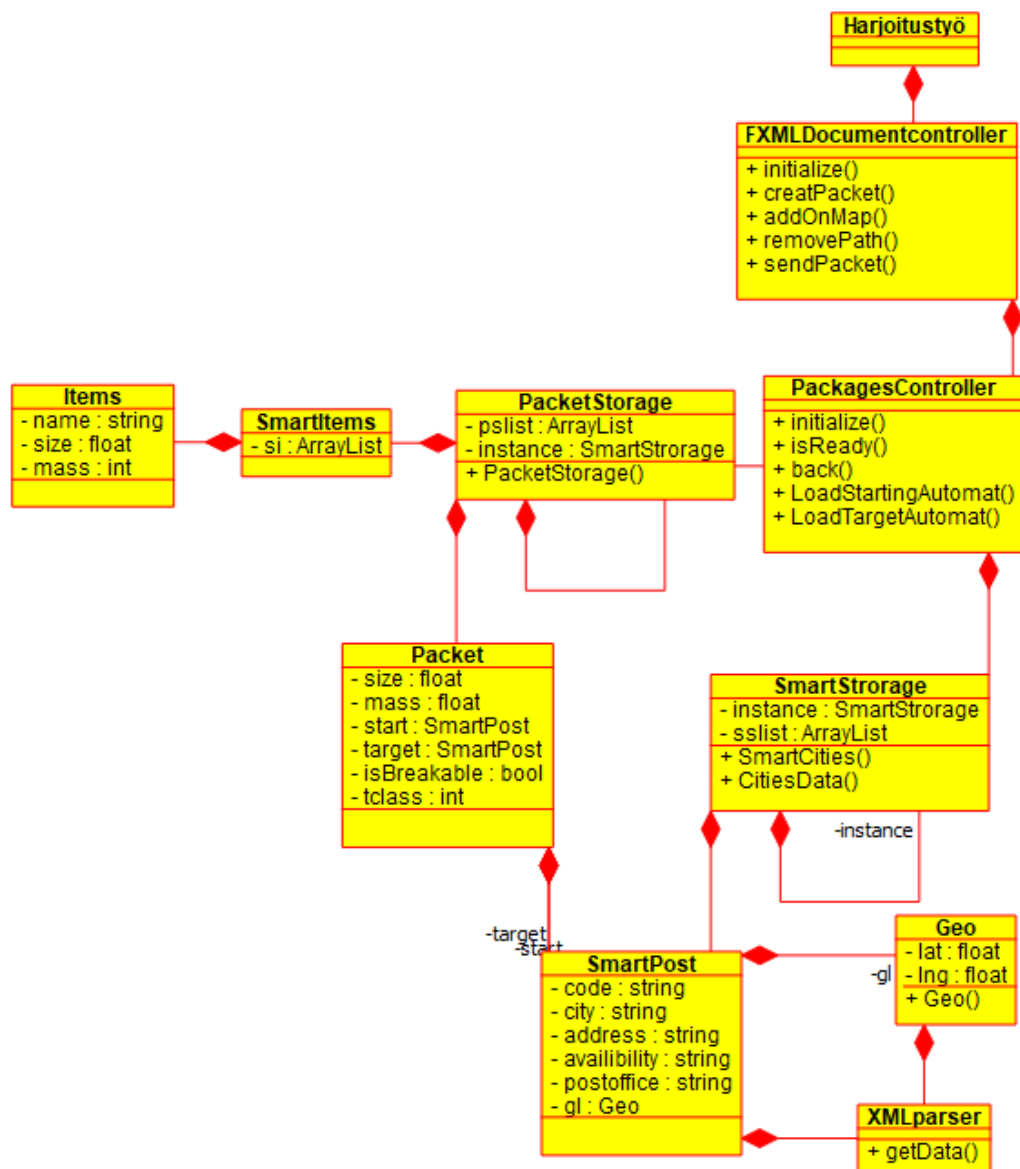 Harjoitustyö
FXMLDocumentcontroller
+ initialize()
+ creatPacket()
+ addOnMap()
+ removePath()
+ sendPacket()
Items
- name : string
- size : float
- mass : int
SmartItems
- si : ArrayList
PacketStorage
- pslist : ArrayList
- instance : SmartStrorage
+ PacketStorage()
PackagesController
+ initialize()
+ isReady()
+ back()
+ LoadStartingAutomat()
+ LoadTargetAutomat()
Packet
- size : float
- mass : float
- start : SmartPost
- target : SmartPost
- isBreakable : bool
- tclass : int
SmartStrorage
- instance : SmartStrorage
- sslist : ArrayList
+ SmartCities()
+ CitiesData()
-instance
-target
-start
SmartPost
- code : string
- city : string
- address : string
- availibility : string
- postoffice : string
- gl : Geo
-gl
Geo
- lat : float
- lng : float
+ Geo()
XMLparser
+ getData()